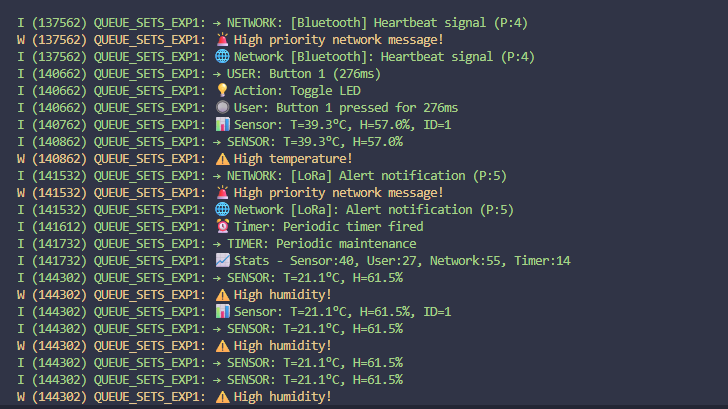 I (137562) QUEUE_SETS_EXP1: → NETWORK: [Bluetooth] Heartbeat signal (P:4)
W (137562) QUEUE_SETS_EXP1: 🚨 High priority network message!
I (137562) QUEUE_SETS_EXP1: 🌐 Network [Bluetooth]: Heartbeat signal (P:4)
I (140662) QUEUE_SETS_EXP1: → USER: Button 1 (276ms)
I (140662) QUEUE_SETS_EXP1: 💡 Action: Toggle LED
I (140662) QUEUE_SETS_EXP1: 🔘 User: Button 1 pressed for 276ms
I (140762) QUEUE_SETS_EXP1: 📊 Sensor: T=39.3°C, H=57.0%, ID=1
I (140862) QUEUE_SETS_EXP1: → SENSOR: T=39.3°C, H=57.0%
W (140862) QUEUE_SETS_EXP1: ⚠️ High temperature!
I (141532) QUEUE_SETS_EXP1: → NETWORK: [LoRa] Alert notification (P:5)
W (141532) QUEUE_SETS_EXP1: 🚨 High priority network message!
I (141532) QUEUE_SETS_EXP1: 🌐 Network [LoRa]: Alert notification (P:5)
I (141612) QUEUE_SETS_EXP1: ⏰ Timer: Periodic timer fired
I (141732) QUEUE_SETS_EXP1: → TIMER: Periodic maintenance
I (141732) QUEUE_SETS_EXP1: 📈 Stats - Sensor:40, User:27, Network:55, Timer:14
I (144302) QUEUE_SETS_EXP1: → SENSOR: T=21.1°C, H=61.5%
W (144302) QUEUE_SETS_EXP1: ⚠️ High humidity!
I (144302) QUEUE_SETS_EXP1: 📊 Sensor: T=21.1°C, H=61.5%, ID=1
I (144302) QUEUE_SETS_EXP1: → SENSOR: T=21.1°C, H=61.5%
W (144302) QUEUE_SETS_EXP1: ⚠️ High humidity!
I (144302) QUEUE_SETS_EXP1: → SENSOR: T=21.1°C, H=61.5%
I (144302) QUEUE_SETS_EXP1: → SENSOR: T=21.1°C, H=61.5%
W (144302) QUEUE_SETS_EXP1: ⚠️ High humidity!